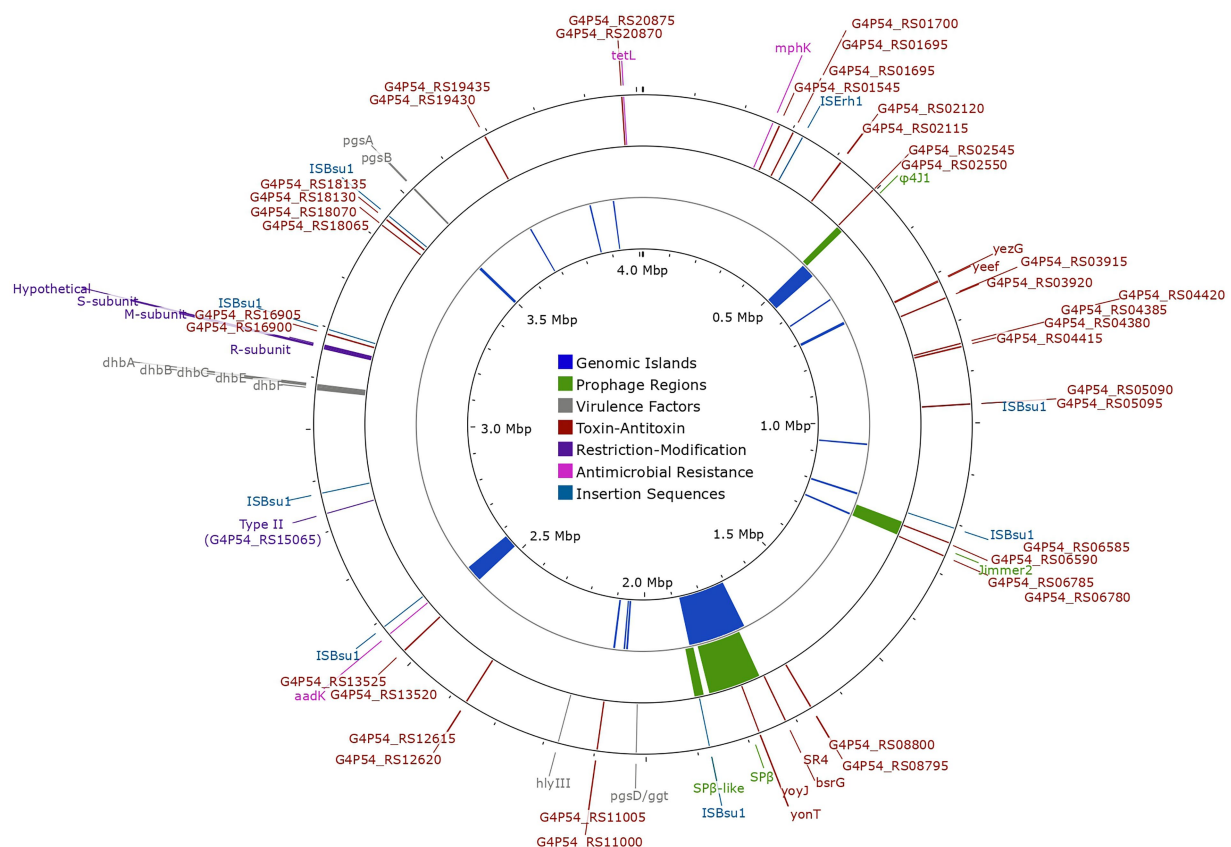 G4P54_RS20875
G4P54_RS20870
tetL
mphK
G4P54_RS01700
G4P54_RS01695
G4P54_RS01695
G4P54_RS01545
ISErh1
G4P54_RS02120
G4P54_RS02115
G4P54_RS02545
G4P54_RS02550
φ4J1
yezG
yeef
G4P54_RS03915
G4P54_RS03920
G4P54_RS04420
G4P54_RS04385
G4P54_RS04380
G4P54_RS04415
G4P54_RS05090
ISBsu1
G4P54_RS05095
ISBsu1
G4P54_RS06585
G4P54_RS06590
Jimmer2
G4P54_RS06785
G4P54_RS06780
G4P54_RS08800
G4P54_RS08795
SR4
bsrG
yoyJ
yonT
SPβ
SPβ-like
ISBsu1
pgsD/ggt
G4P54_RS11005
G4P54_RS11000
hlyIII
G4P54_RS12615
G4P54_RS12620
ISBsu1
G4P54_RS13525
aadK
G4P54_RS13520
Type II
(G4P54_RS15065)
ISBsu1
dhbA
dhbB
dhbC
dhbE
dhbF
R-subunit
Hypothetical
S-subunit
M-subunit
ISBsu1
G4P54_RS16905
G4P54_RS16900
ISBsu1
G4P54_RS18135
G4P54_RS18130
G4P54_RS18070
G4P54_RS18065
pgsA
pgsB
G4P54_RS19435
G4P54_RS19430
4.0 Mbp
0.5 Mbp
1.0 Mbp
1.5 Mbp
2.0 Mbp
2.5 Mbp
3.0 Mbp
3.5 Mbp
Genomic Islands
Prophage Regions
Virulence Factors
Toxin-Antitoxin
Restriction-Modification
Antimicrobial Resistance
Insertion Sequences